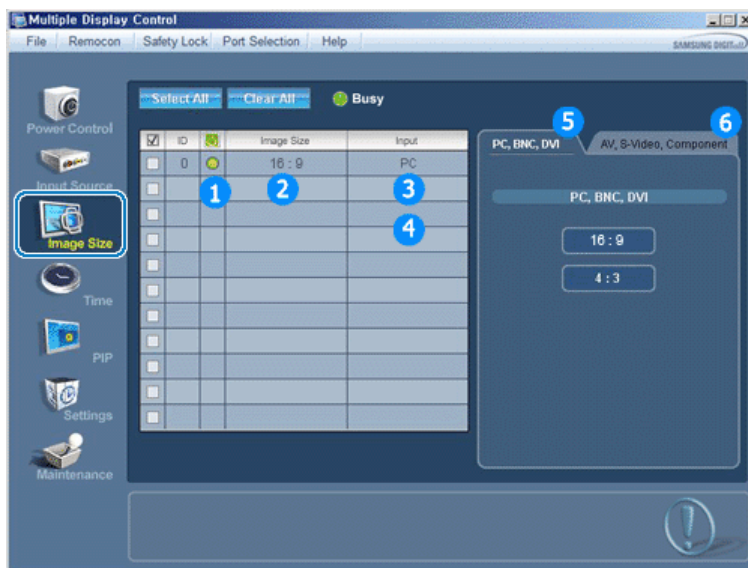 Multiple Display Control
File Remocon Safety Lock Port Selection Help
SAMSUNG DIGIT
Select All Clear All Busy
Power Control
ID Image Size Input
0 16 : 9 PC
Input Source
1 2 3
4
Image Size
Time
PIP
Settings
Maintenance
5 6
PC, BNC, DVI AV, S-Video, Component
PC, BNC, DVI
16 : 9
4 : 3